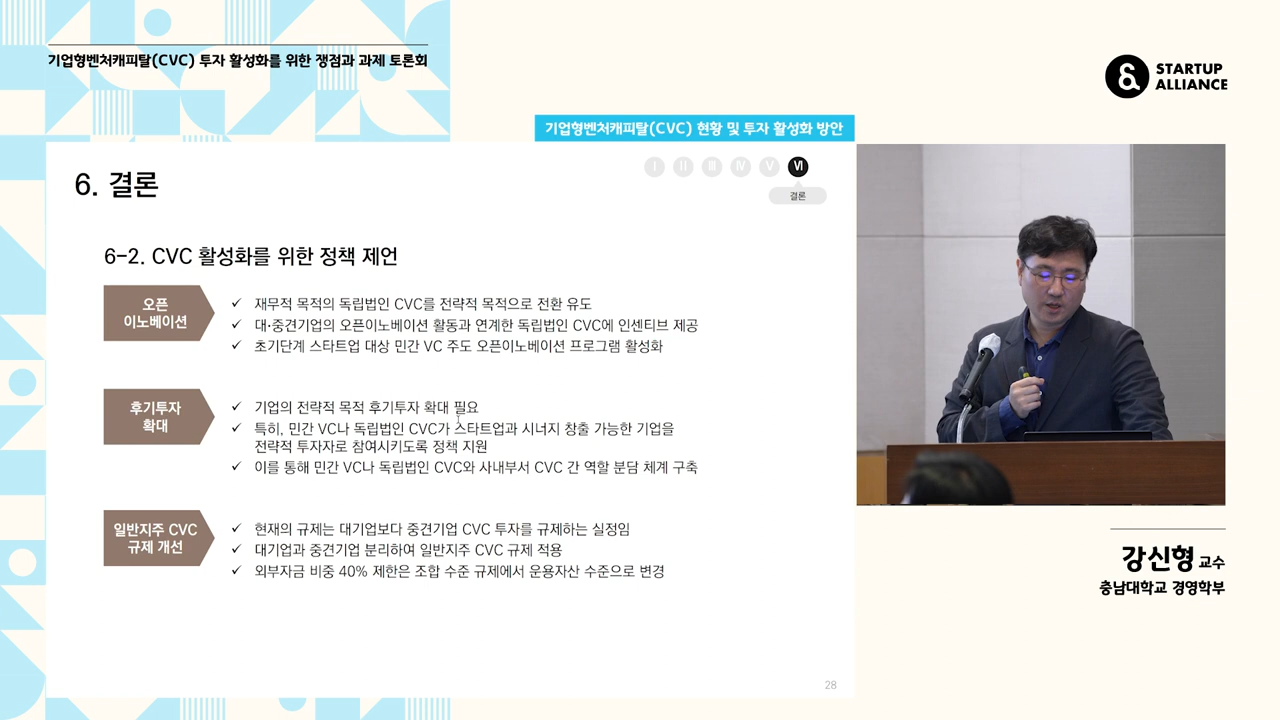 기업형벤처캐피탈(CVC) 투자 활성화를 위한 쟁점과 과제 토론회
STARTUP
ALLIANCE
기업형벤처캐피탈(CVC) 현황 및 투자 활성화 방안
I II III IV V VI
결론
6. 결론
6-2. CVC 활성화를 위한 정책 제언
오픈
이노베이션
✓ 재무적 목적의 독립법인 CVC를 전략적 목적으로 전환 유도
✓ 대·중견기업의 오픈이노베이션 활동과 연계한 독립법인 CVC에 인센티브 제공
✓ 초기단계 스타트업 대상 민간 VC 주도 오픈이노베이션 프로그램 활성화
후기투자
확대
✓ 기업의 전략적 목적 후기투자 확대 필요
✓ 특히, 민간 VC나 독립법인 CVC가 스타트업과 시너지 창출 가능한 기업을
전략적 투자자로 참여시키도록 정책 지원
✓ 이를 통해 민간 VC나 독립법인 CVC와 사내부서 CVC 간 역할 분담 체계 구축
일반지주 CVC
규제 개선
✓ 현재의 규제는 대기업보다 중견기업 CVC 투자를 규제하는 실정임
✓ 대기업과 중견기업 분리하여 일반지주 CVC 규제 적용
✓ 외부자금 비중 40% 제한은 조합 수준 규제에서 운용자산 수준으로 변경
28
강신형 교수
충남대학교 경영학부